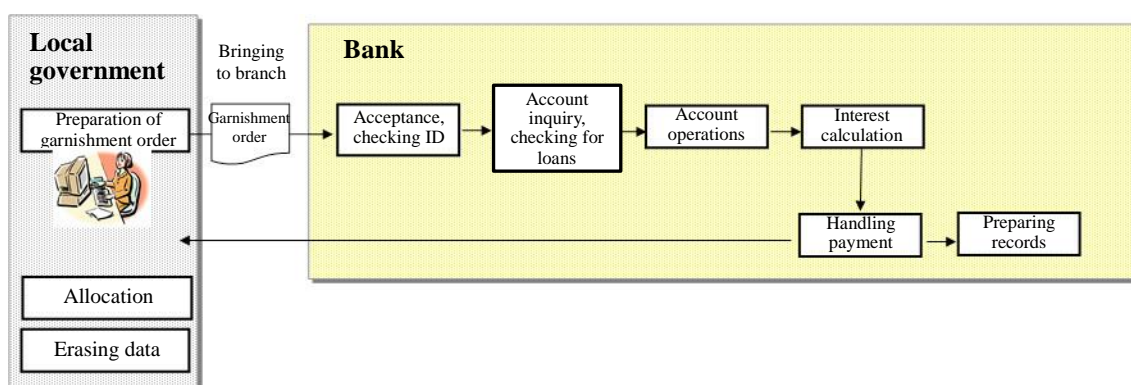 Local
government
Bringing
to branch
Bank
Preparation of
garnishment order
Garnishment
order
Acceptance,
checking ID
Account
inquiry,
checking for
loans
Account
operations
Interest
calculation
Handling
payment
Preparing
records
Allocation
Erasing data